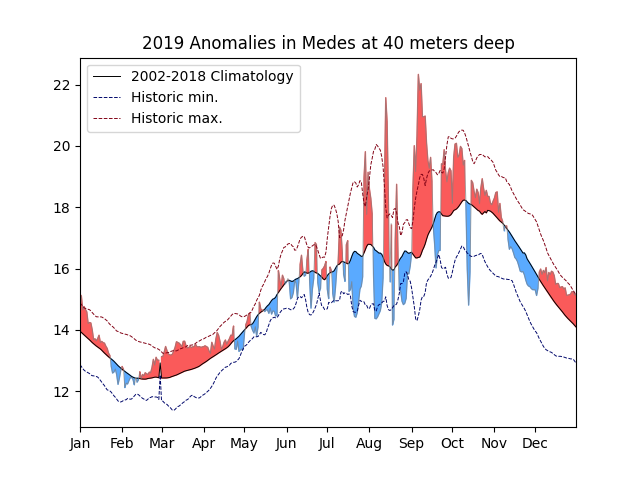 2019 Anomalies in Medes at 40 meters deep
2002-2018 Climatology
Historic min.
Historic max.
22
20
18
16
14
12
Jan Feb Mar Apr May Jun Jul Aug Sep Oct Nov Dec